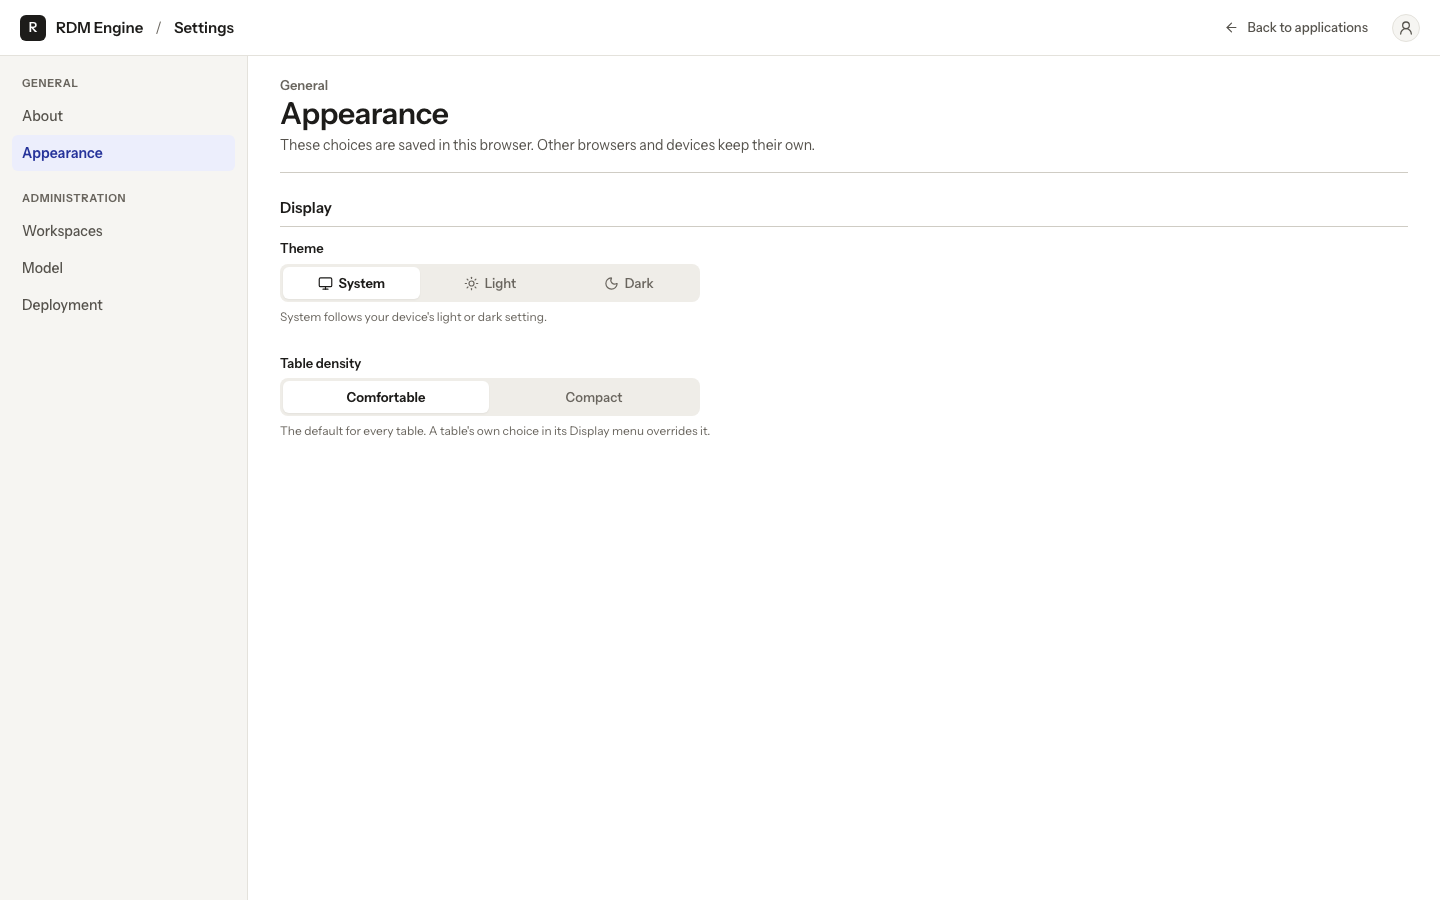 R RDM Engine / Settings
Back to applications
GENERAL
About
Appearance
ADMINISTRATION
Workspaces
Model
Deployment
General
Appearance
These choices are saved in this browser. Other browsers and devices keep their own.
Display
Theme
System Light Dark
System follows your device's light or dark setting.
Table density
Comfortable Compact
The default for every table. A table's own choice in its Display menu overrides it.